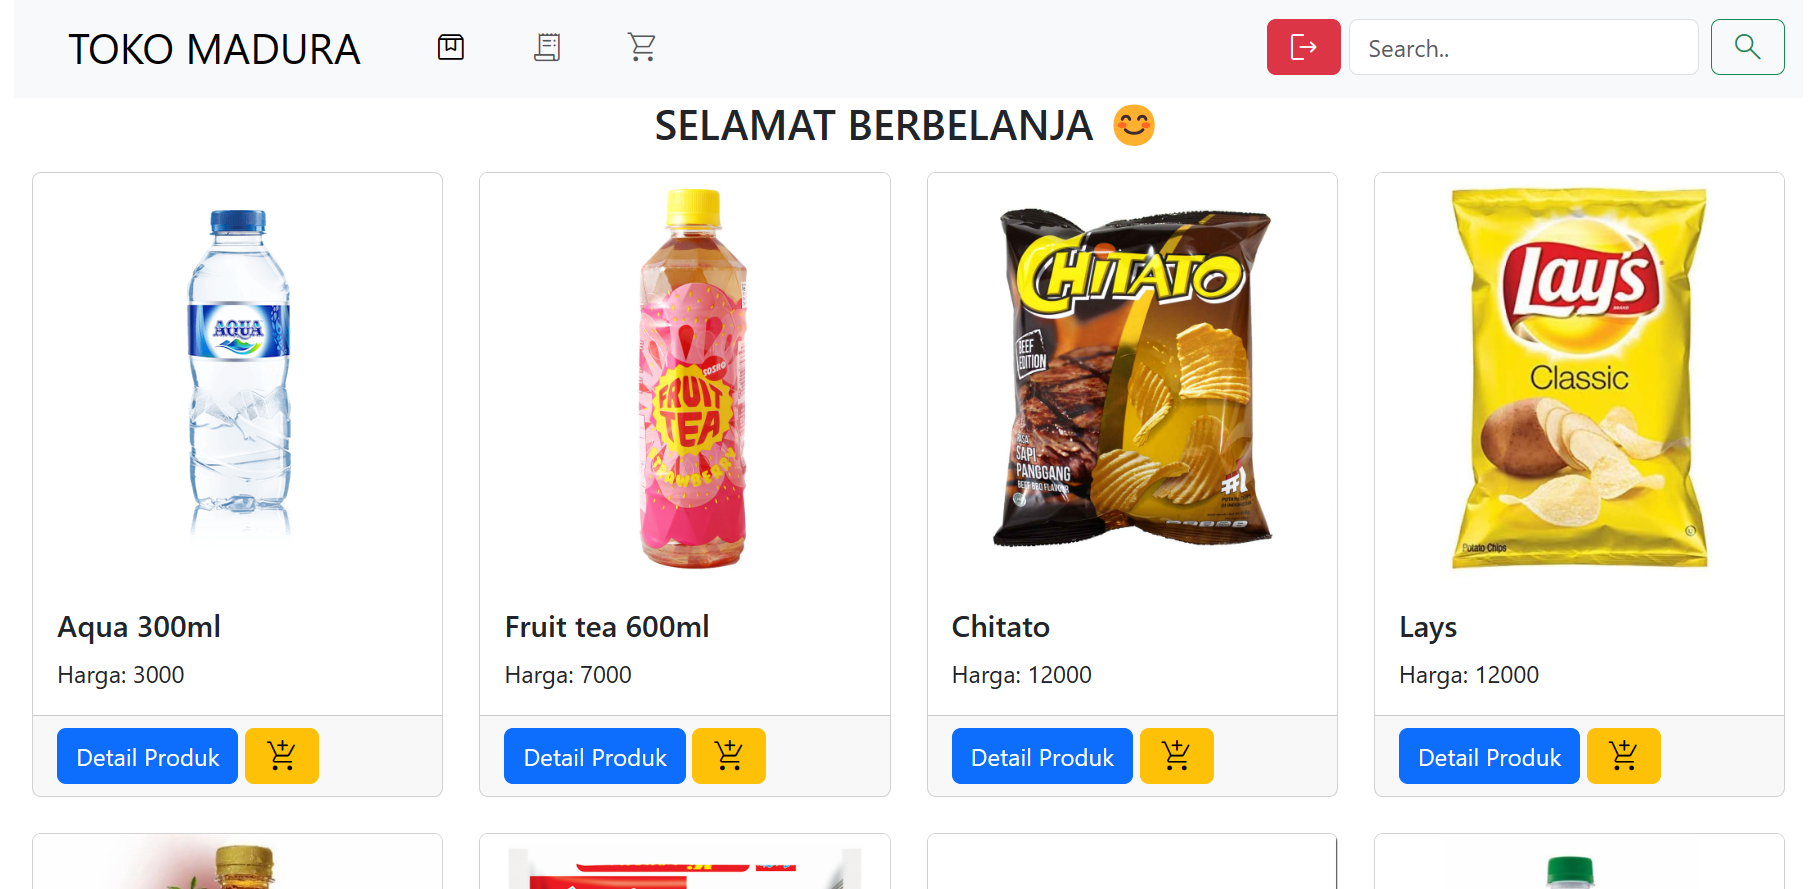 TOKO MADURA
Search..
SELAMAT BERBELANJA 😊
AQUA
SOSRO
FRUIT
TEA
STRAWBERRY
CHITATO
BEEF
EDITION
RASA
SAPI
PANGGANG
BEEF BBQ FLAVOUR
#1
Lay's
Classic
Potato Chips
Aqua 300ml
Harga: 3000
Detail Produk
Fruit tea 600ml
Harga: 7000
Detail Produk
Chitato
Harga: 12000
Detail Produk
Lays
Harga: 12000
Detail Produk